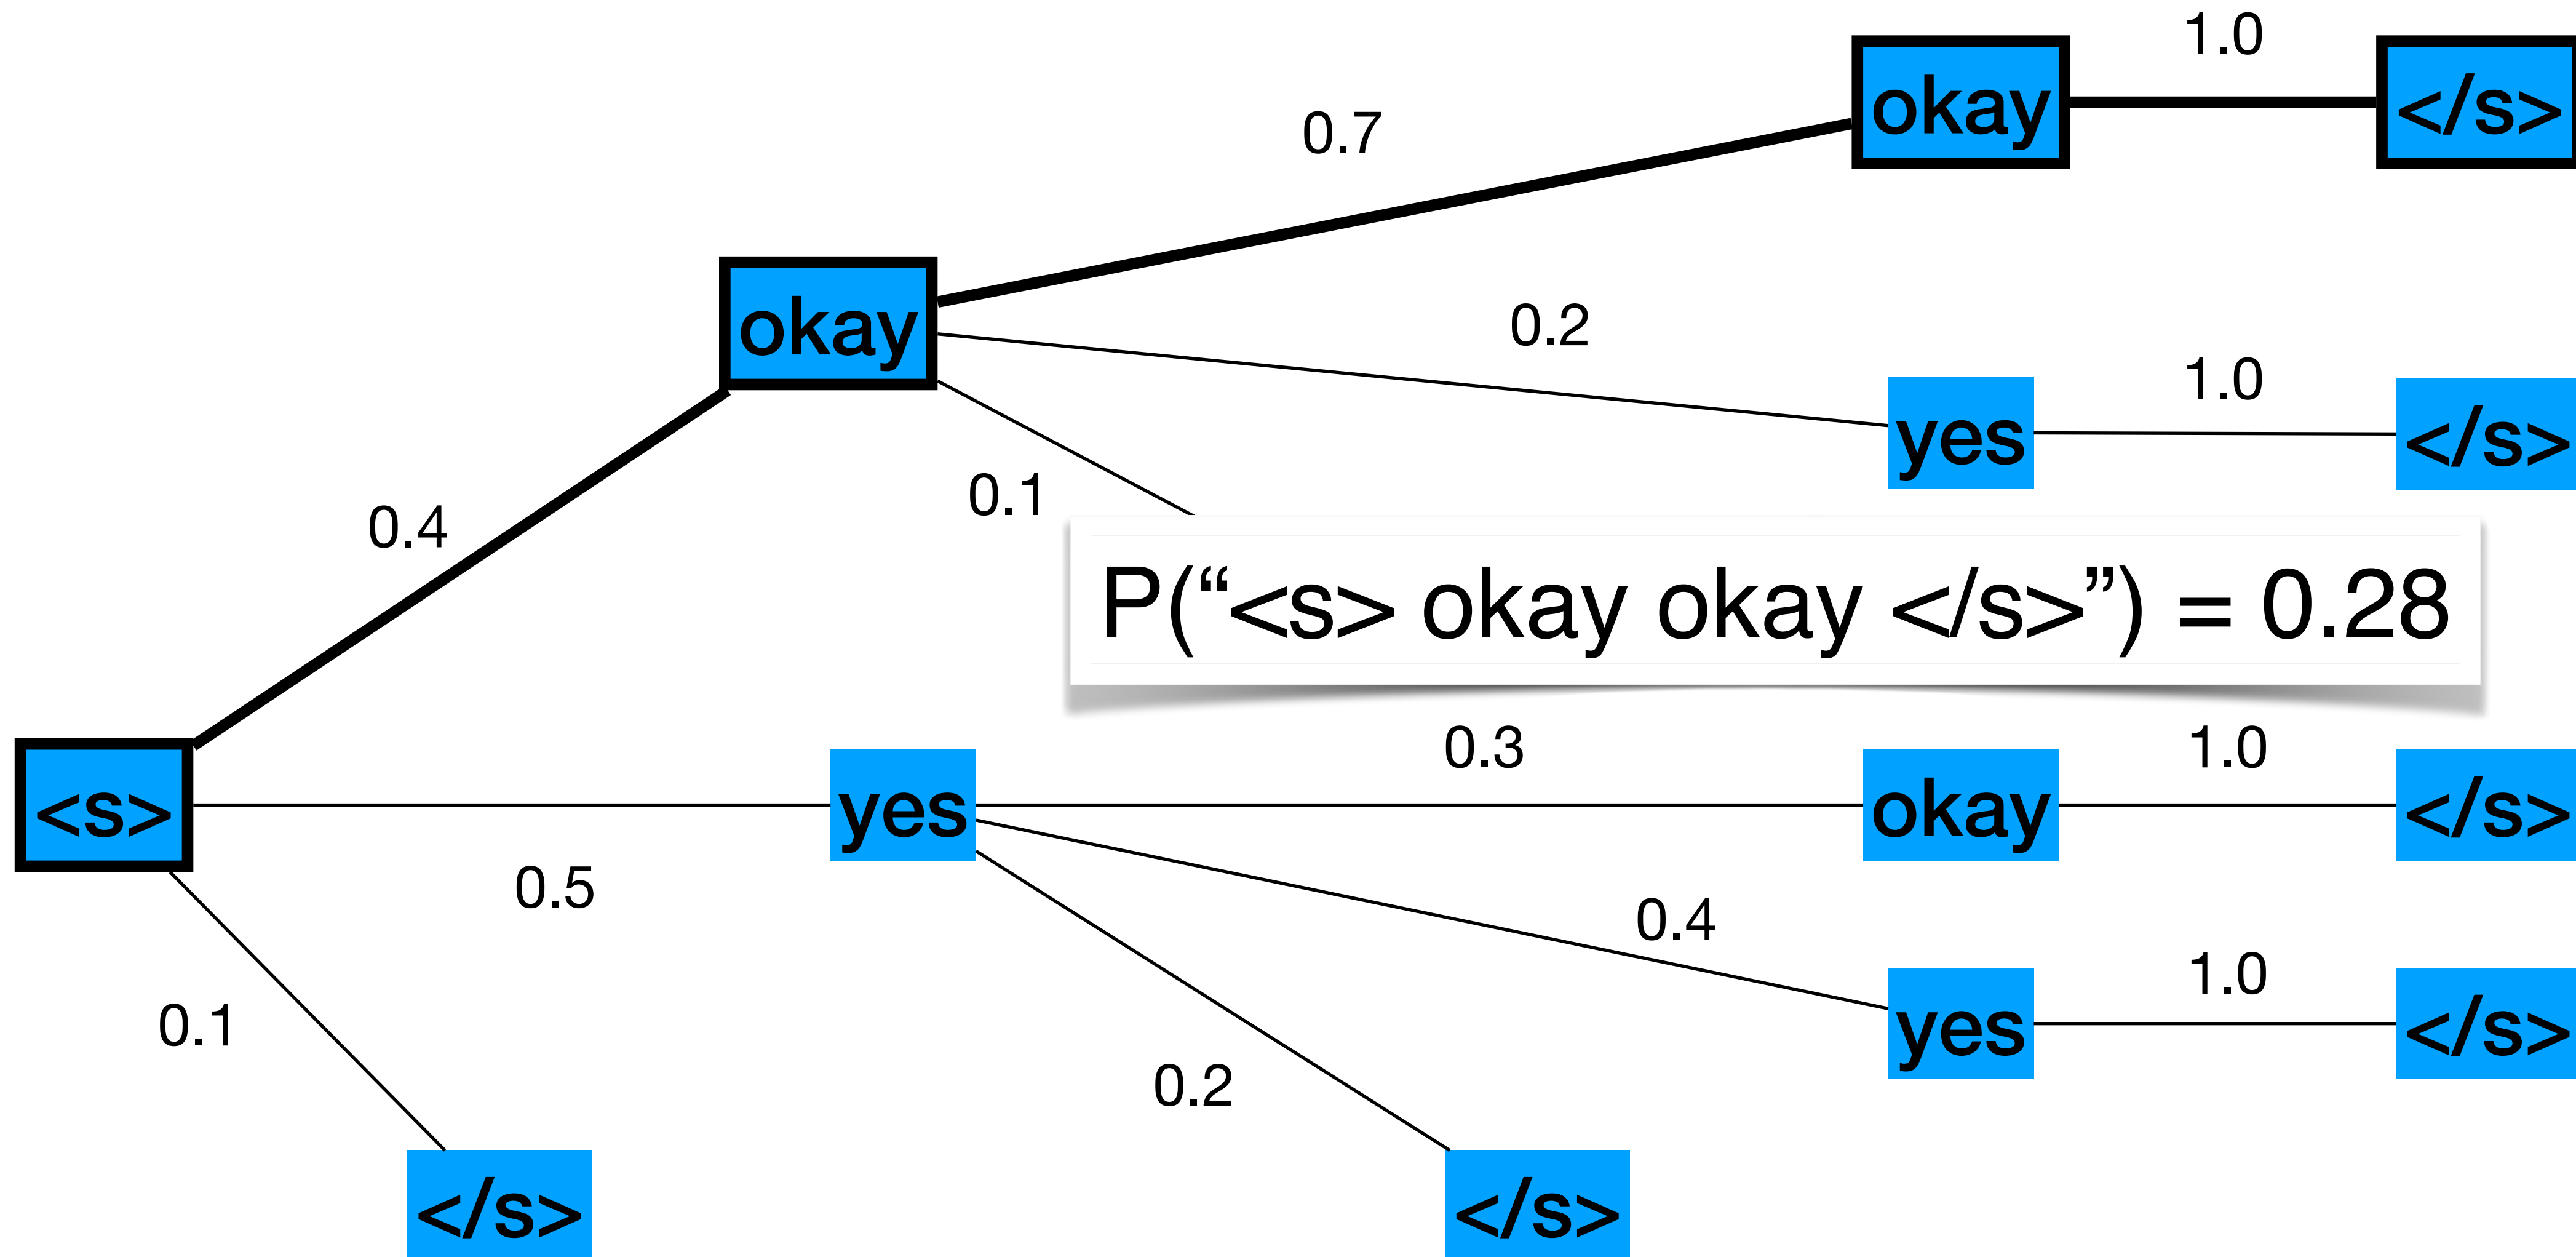 1.0
okay
</s>
0.7
okay
0.2
1.0
yes
</s>
0.4
0.1
P(“<s> okay okay </s>”) = 0.28
0.3
1.0
<s>
yes
okay
</s>
0.5
0.4
1.0
yes
</s>
0.1
0.2
</s>
</s>